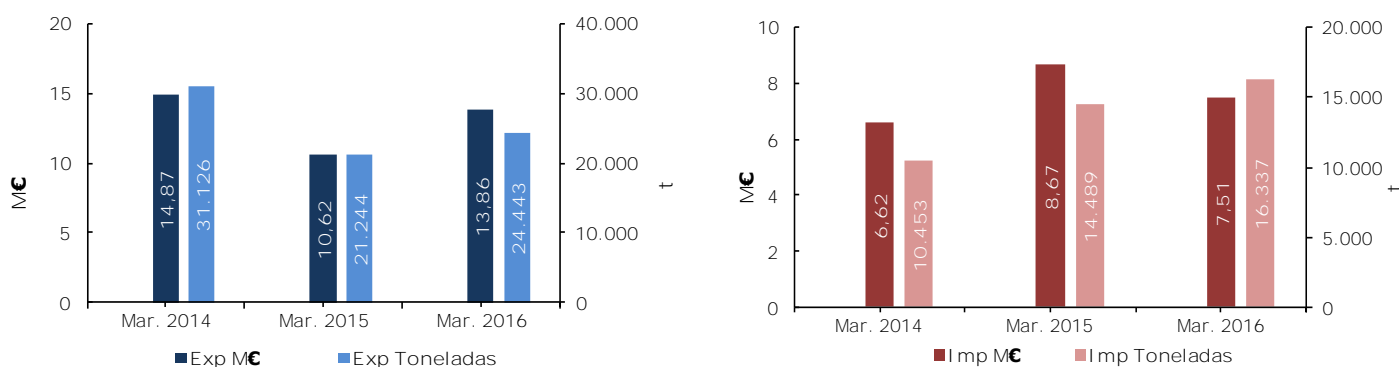 20
15
10
5
0
M€
14,87
31.126
10,62
21.244
13,86
24.443
40.000
30.000
20.000
10.000
0
t
Mar. 2014
Mar. 2015
Mar. 2016
Exp M€
Exp Toneladas
10
8
6
4
2
0
M€
6,62
10.453
8,67
14.489
7,51
16.337
20.000
15.000
10.000
5.000
0
t
Mar. 2014
Mar. 2015
Mar. 2016
Imp M€
Imp Toneladas